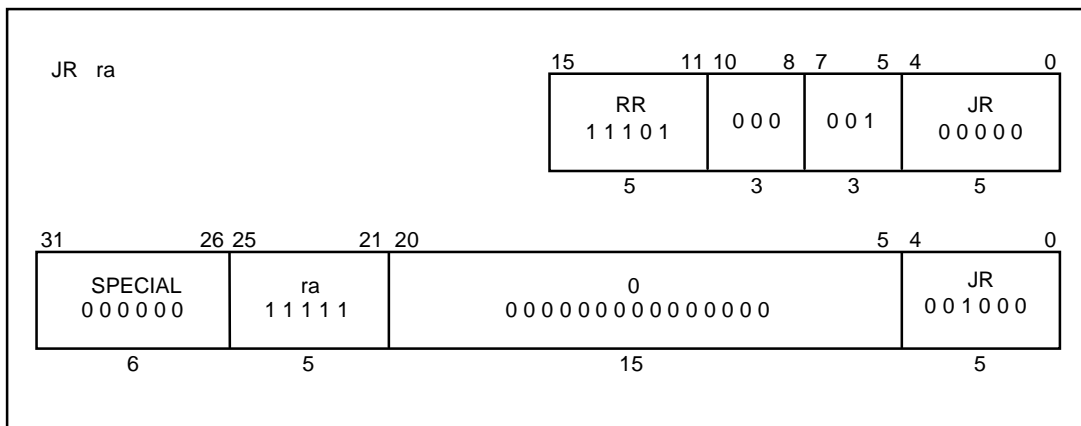 JR ra
15 11 10 8 7 5 4 0
RR JR
1 1 1 0 1 0 0 0 0 0 1 0 0 0 0 0
5 3 3 5
31 26 25 21 20 5 4 0
SPECIAL ra 0 JR
0 0 0 0 0 0 1 1 1 1 1 0 0 0 0 0 0 0 0 0 0 0 0 0 0 0 0 0 1 0 0 0
6 5 15 5